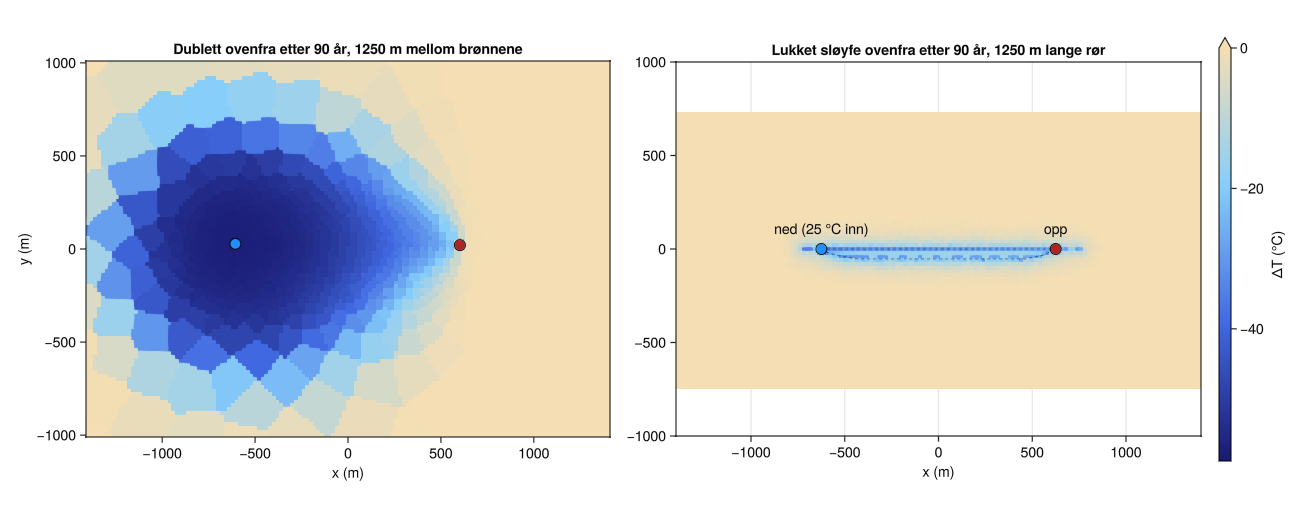 Dublett ovenfra etter 90 år, 1250 m mellom brønnene
1000
500
0
−500
−1000
y (m)
−1000
−500
0
500
1000
x (m)
Lukket sløyfe ovenfra etter 90 år, 1250 m lange rør
1000
500
0
−500
−1000
ned (25 °C inn)
opp
−1000
−500
0
500
1000
x (m)
0
−20
−40
ΔT (°C)